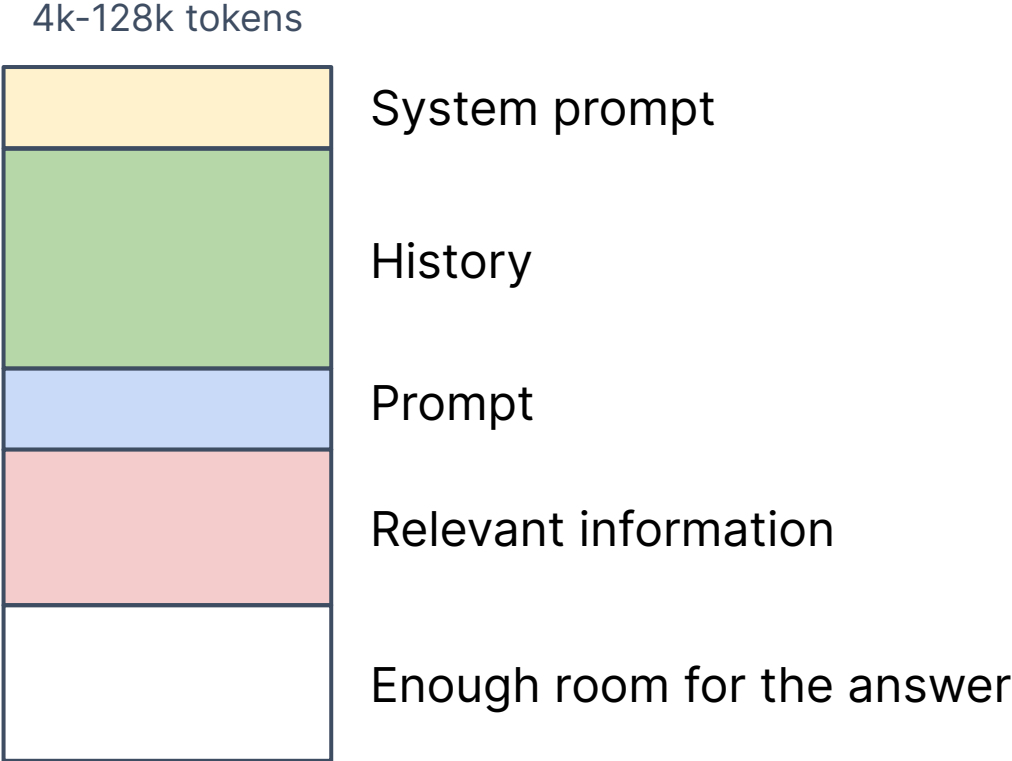 4k-128k tokens
System prompt
History
Prompt
Relevant information
Enough room for the answer